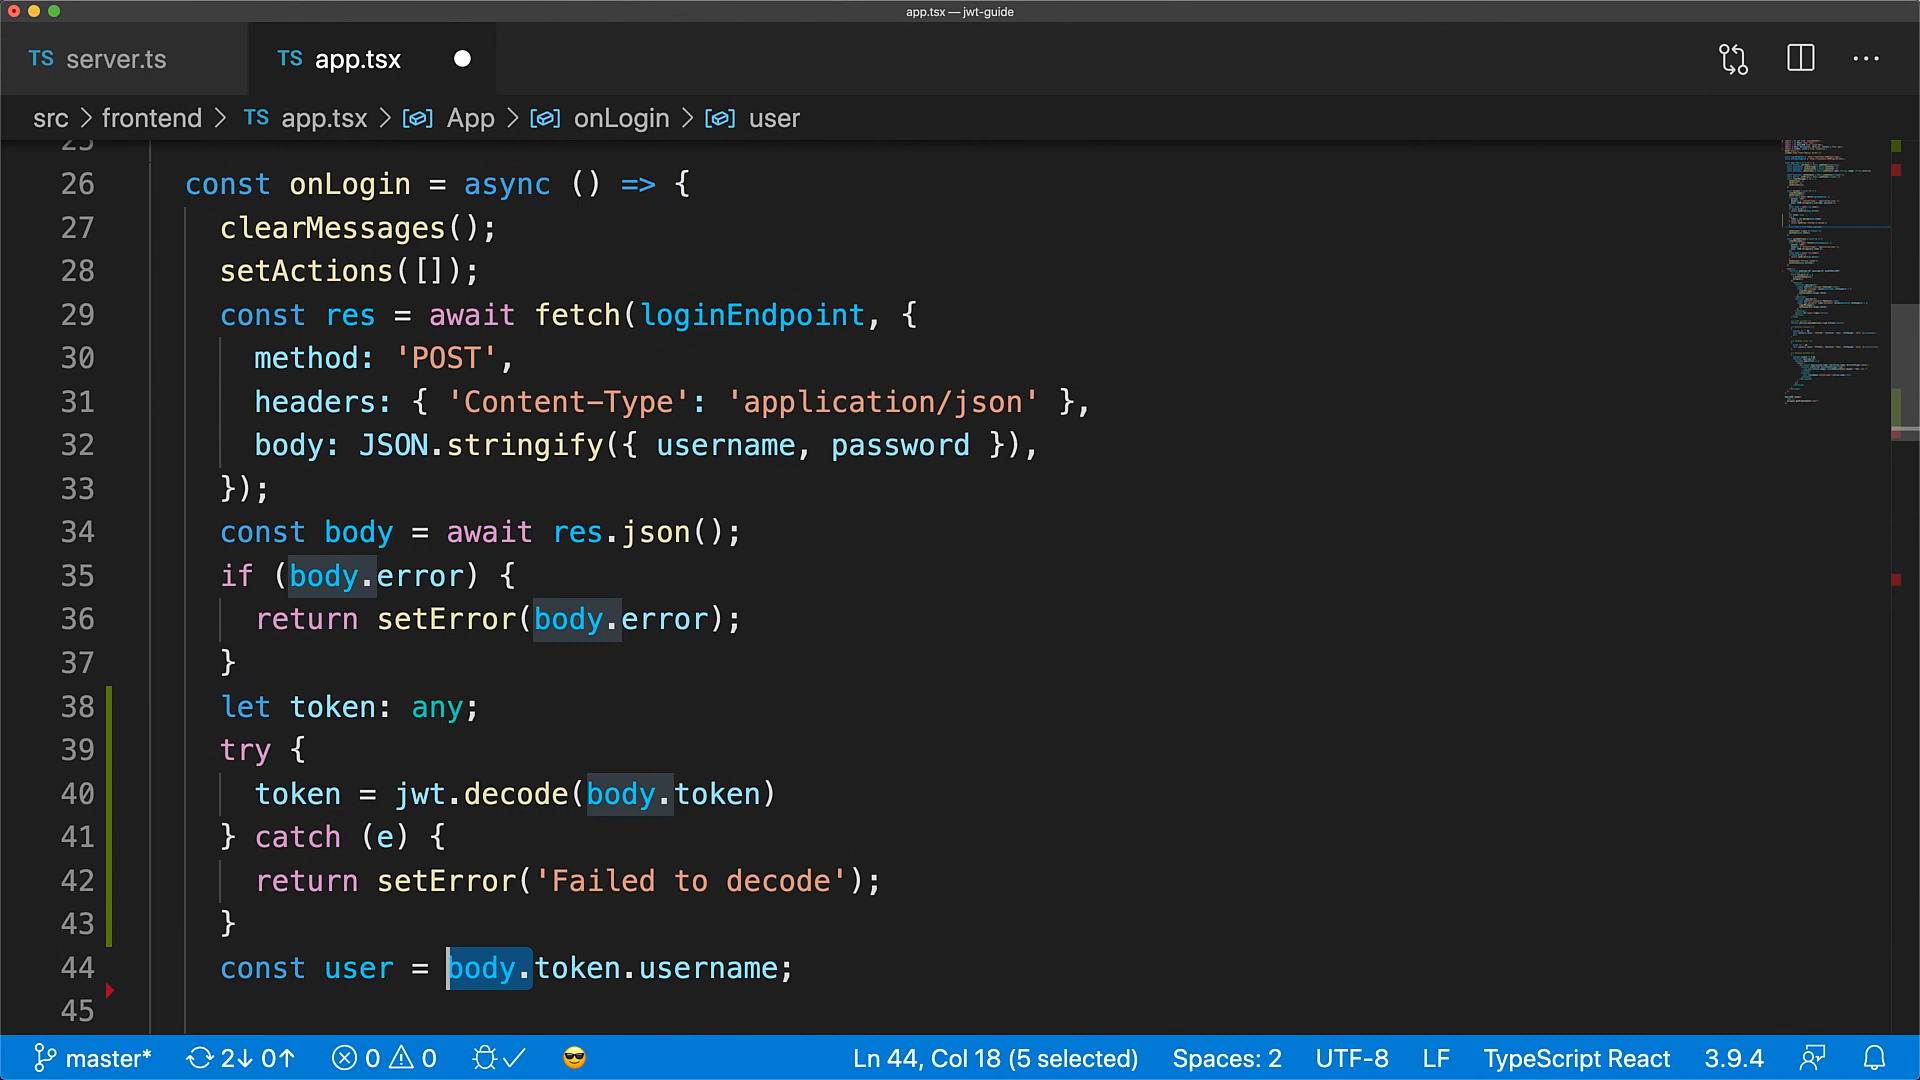 app.tsx — jwt-guide
TS server.ts TS app.tsx
src > frontend > TS app.tsx > App > onLogin > user
25
26 const onLogin = async () => {
27 clearMessages();
28 setActions([]);
29 const res = await fetch(loginEndpoint, {
30 method: 'POST',
31 headers: { 'Content-Type': 'application/json' },
32 body: JSON.stringify({ username, password }),
33 });
34 const body = await res.json();
35 if (body.error) {
36 return setError(body.error);
37 }
38 let token: any;
39 try {
40 token = jwt.decode(body.token)
41 } catch (e) {
42 return setError('Failed to decode');
43 }
44 const user = body.token.username;
45
master* 2↓ 0↑ 0 0 Ln 44, Col 18 (5 selected) Spaces: 2 UTF-8 LF TypeScript React 3.9.4